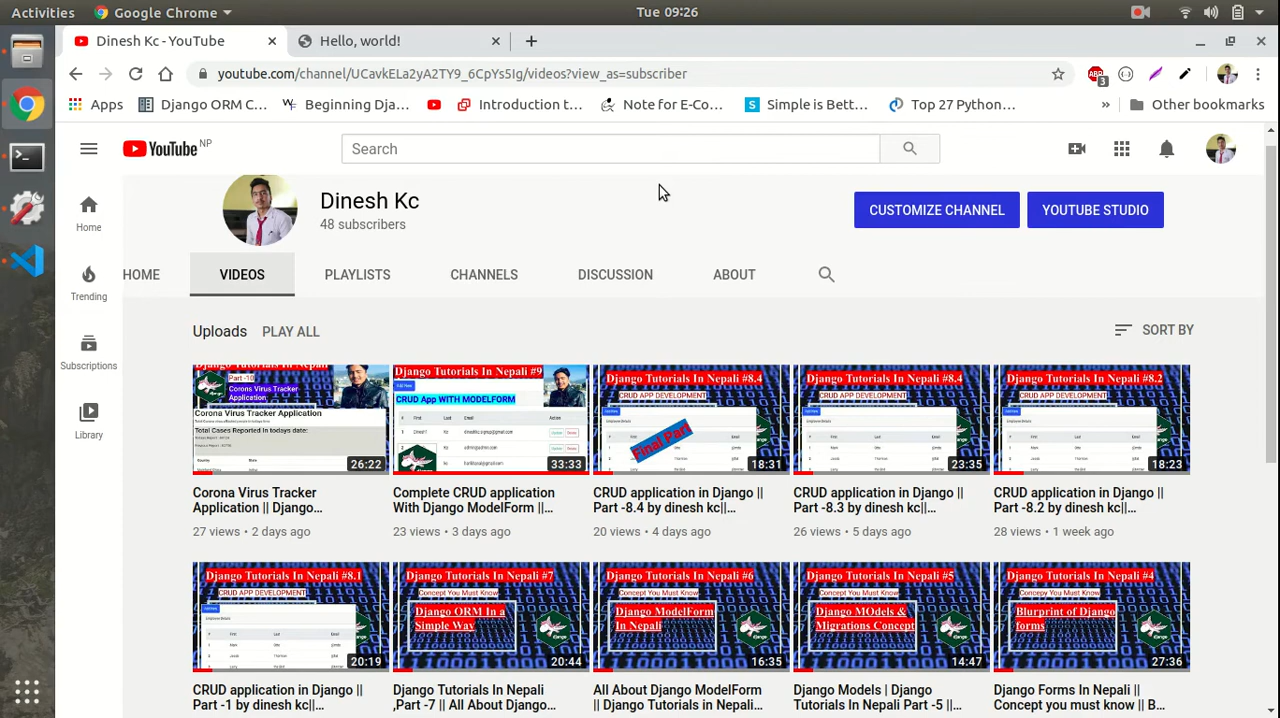 Activities
Google Chrome
Tue 09:26
Dinesh Kc - YouTube
Hello, world!
youtube.com/channel/UCavkELa2yA2TY9_6CpYs5Ig/videos?view_as=subscriber
Apps
Django ORM C...
Beginning Dja...
Introduction t...
Note for E-Co...
Simple is Bett...
Top 27 Python...
»
Other bookmarks
ABP
3
YouTube NP
Search
Home
Trending
Subscriptions
Library
Dinesh Kc
48 subscribers
CUSTOMIZE CHANNEL
YOUTUBE STUDIO
HOME
VIDEOS
PLAYLISTS
CHANNELS
DISCUSSION
ABOUT
Uploads
PLAY ALL
SORT BY
Django Tutorials In Nepali
Part -10
Corona Virus Tracker
Application
Corona Virus Tracker Application
Total Cases Reported in todays date:
26:22
Corona Virus Tracker
Application || Django...
27 views • 2 days ago
Django Tutorials In Nepali #9
CRUD App WITH MODELFORM
33:33
Complete CRUD application
With Django ModelForm ||...
23 views • 3 days ago
Django Tutorials In Nepali #8.4
CRUD APP DEVELOPMENT
Final Part
18:31
CRUD application in Django ||
Part -8.4 by dinesh kc||...
20 views • 4 days ago
Django Tutorials In Nepali #8.4
CRUD APP DEVELOPMENT
23:35
CRUD application in Django ||
Part -8.3 by dinesh kc||...
26 views • 5 days ago
Django Tutorials In Nepali #8.2
CRUD APP DEVELOPMENT
18:23
CRUD application in Django ||
Part -8.2 by dinesh kc||...
28 views • 1 week ago
Django Tutorials In Nepali #8.1
CRUD APP DEVELOPMENT
20:19
CRUD application in Django ||
Part -1 by dinesh kc||...
Django Tutorials In Nepali #7
Concept You Must Know
Django ORM In a
Simple Way
20:44
Django Tutorials In Nepali
,Part -7 || All About Django...
Django Tutorials In Nepali #6
Concept You Must Know
Django ModelForm
In Nepali
16:35
All About Django ModelForm
|| Django Tutorials in Nepali...
Django Tutorials In Nepali #5
Concept You Must Know
Django MOdels &
Migrations Concept
14:47
Django Models | Django
Tutorials In Nepali Part -5 ||...
Django Tutorials In Nepali #4
Concepy You Must Know
Blurprint of Django
forms
27:36
Django Forms In Nepali ||
Concept you must know || B...